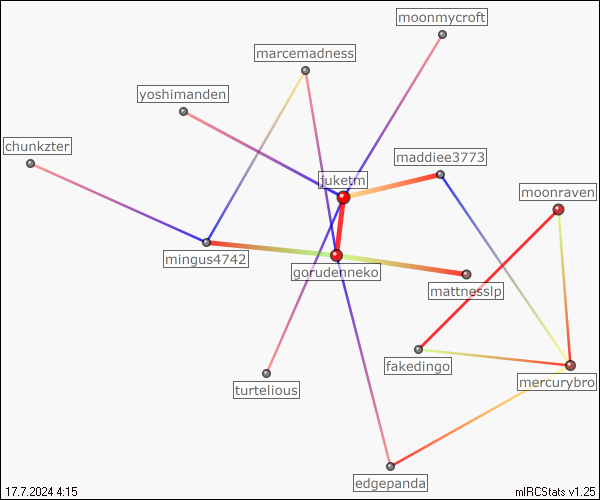 moonmycroft
marcemadness
yoshimanden
chunkzter
maddiee3773
juketm
moonraven
mingus4742
gorudenneko
mattnesslp
fakedingo
mercurybro
turtelious
edgepanda
17.7.2024 4:15
mIRCStats v1.25